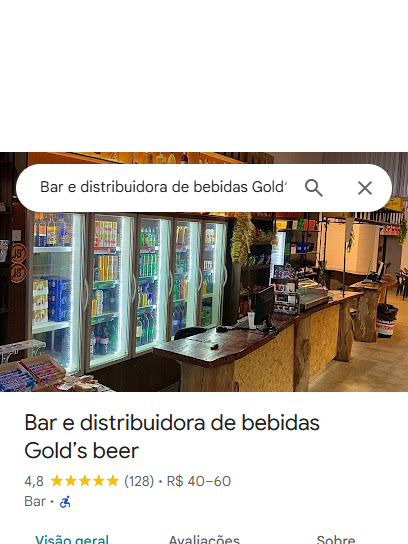 Bar e distribuidora de bebidas Gold'
Bar e distribuidora de bebidas
Gold's beer
4,8 ★★★★★ (128) • R$ 40–60
Bar •
Visão geral Avaliações Sobre